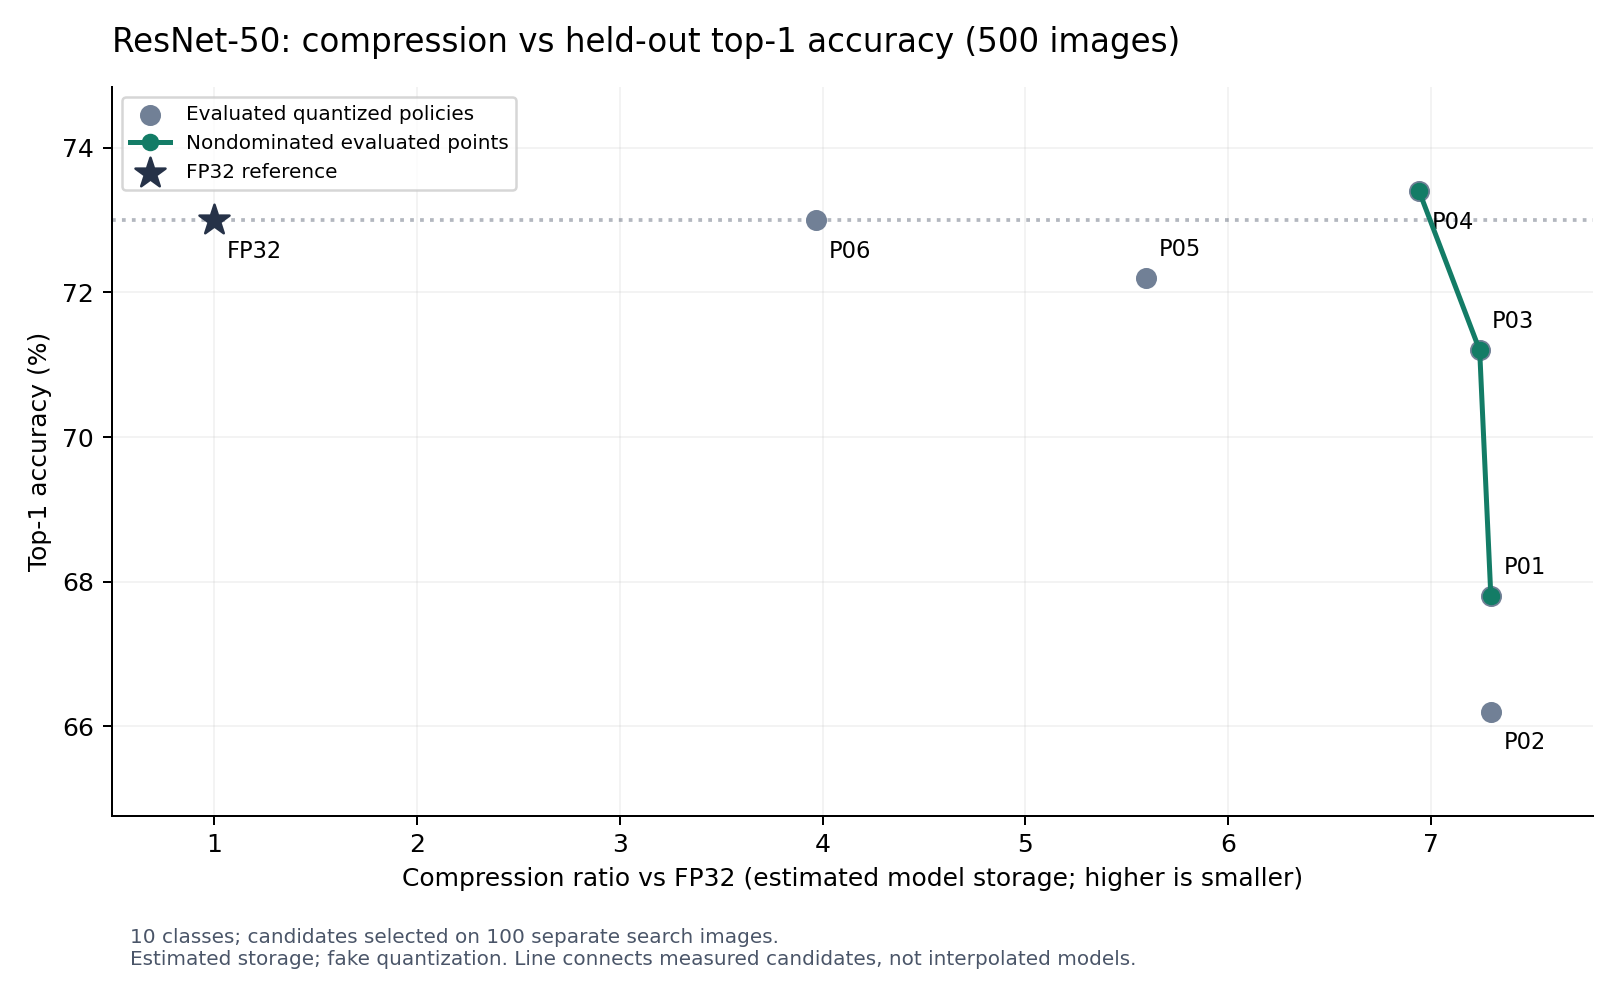 ResNet-50: compression vs held-out top-1 accuracy (500 images)
Evaluated quantized policies
Nondominated evaluated points
FP32 reference
74
72
70
68
66
Top-1 accuracy (%)
FP32
P06
P05
P04
P03
P01
P02
1 2 3 4 5 6 7
Compression ratio vs FP32 (estimated model storage; higher is smaller)
10 classes; candidates selected on 100 separate search images.
Estimated storage; fake quantization. Line connects measured candidates, not interpolated models.